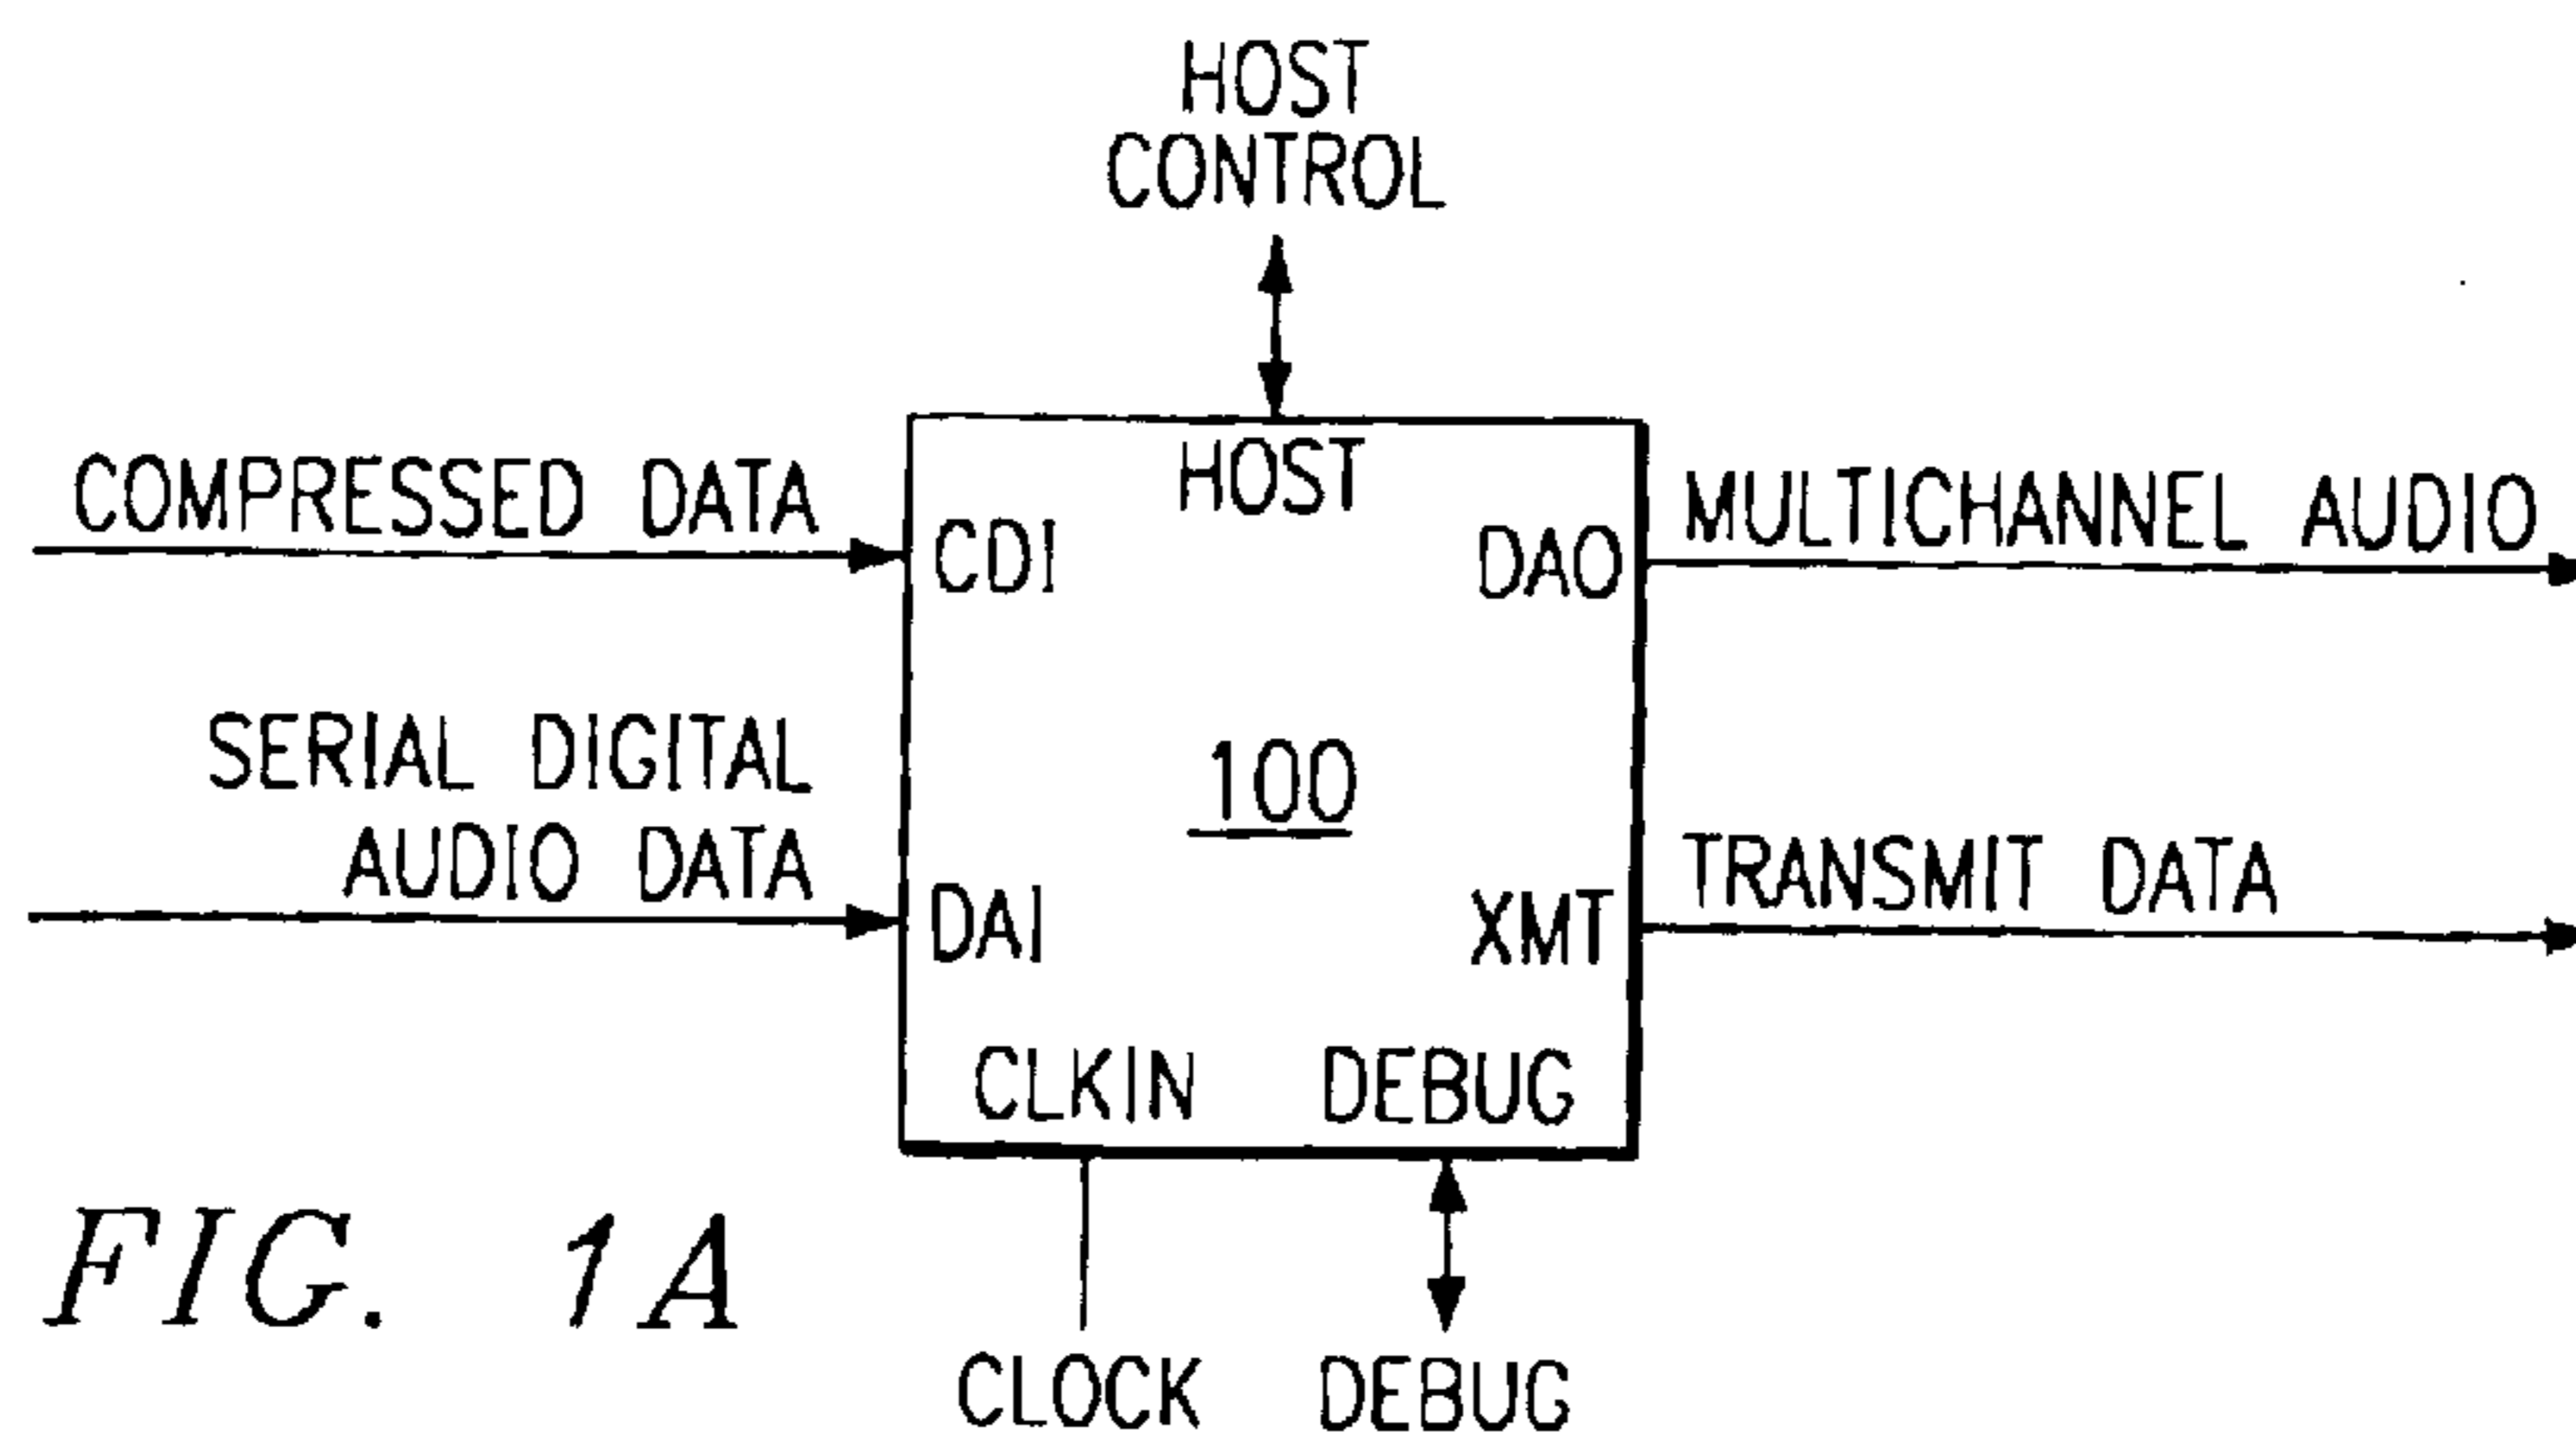 HOST
CONTROL
COMPRESSED DATA
HOST
MULTICHANNEL AUDIO
CDI
DAO
SERIAL DIGITAL
AUDIO DATA
100
TRANSMIT DATA
DAI
XMT
CLKIN
DEBUG
FIG. 1A
CLOCK
DEBUG